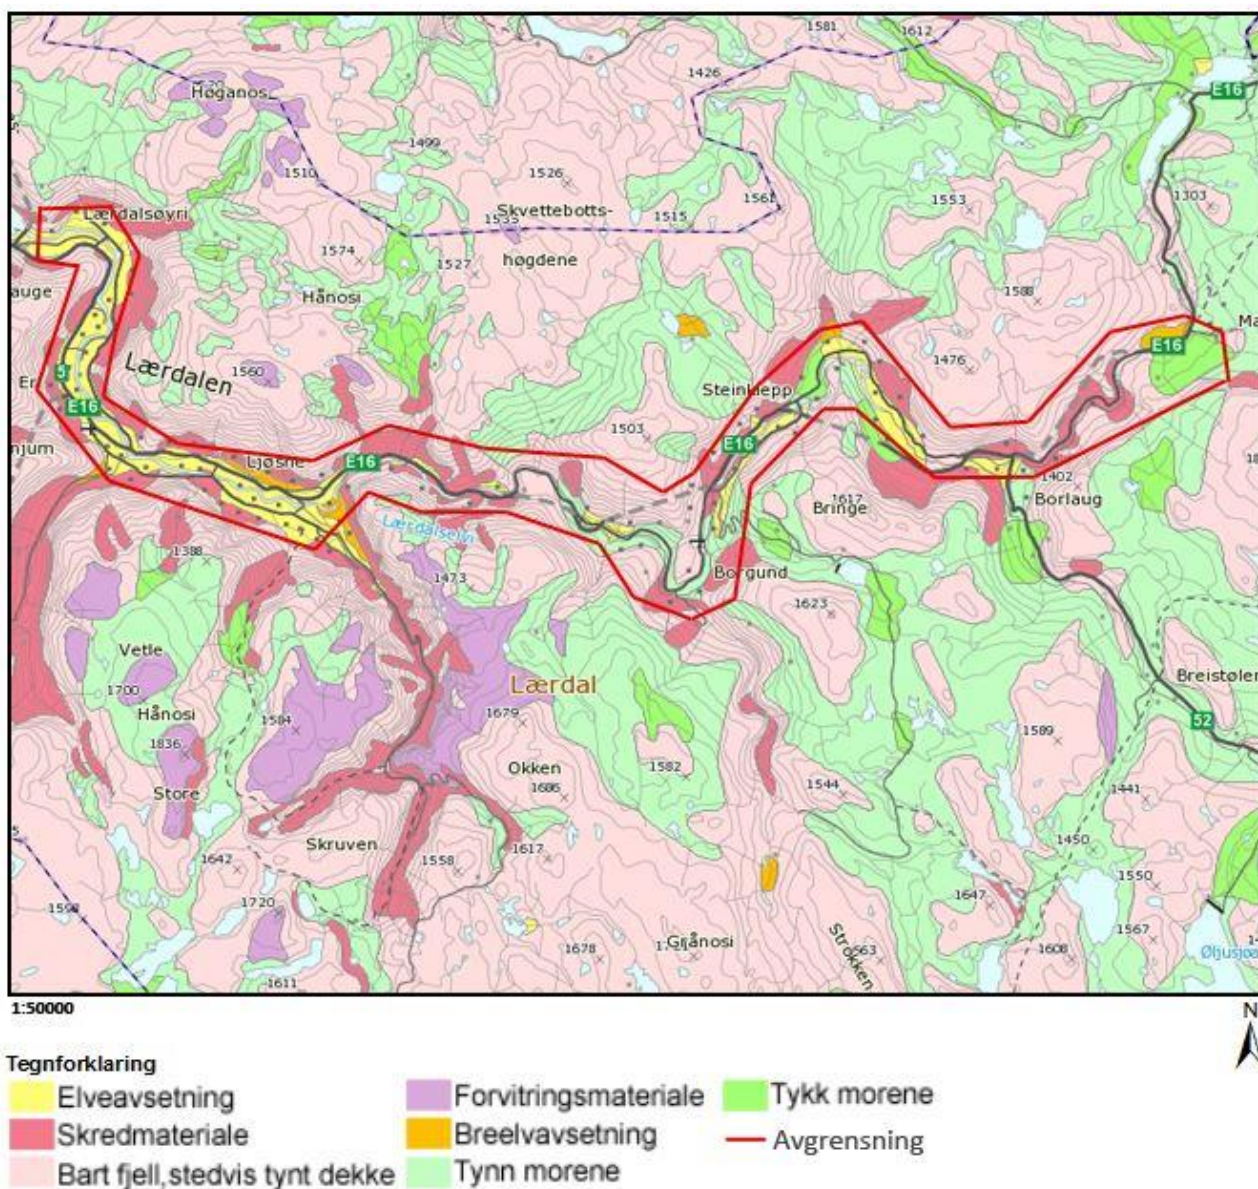 1581
1612
1426
E16
Høganos
1499
1510
1526
1561
1553
1303
Lærdalsøyri
Skvettebotts-
1535
1515
1574
1527
høgdene
auge
Hånosi
1588
Ma
Lærdalen
1476
E16
Er
5
1560
Steinklepp
E16
1503
E16
njum
Ljøsne
E16
1402
1617
Borlaug
Bringe
Lærdalselvi
1388
1473
Borgund
1623
Vetle
Breistølen
1700
Lærdal
Hånosi
1584
1679
52
1836
1589
Okken
1582
Store
1686
1544
1441
Skruven
1450
1642
1558
1617
1550
1720
1647
1567
Grjånosi
Strokken
1678
1608
Øljusjøe
1611
1:50000
N
Tegnforklaring
Elveavsetning
Forvitringsmateriale
Tykk morene
Skredmateriale
Breelvavsetning
Avgrensning
Bart fjell,stedvis tynt dekke
Tynn morene